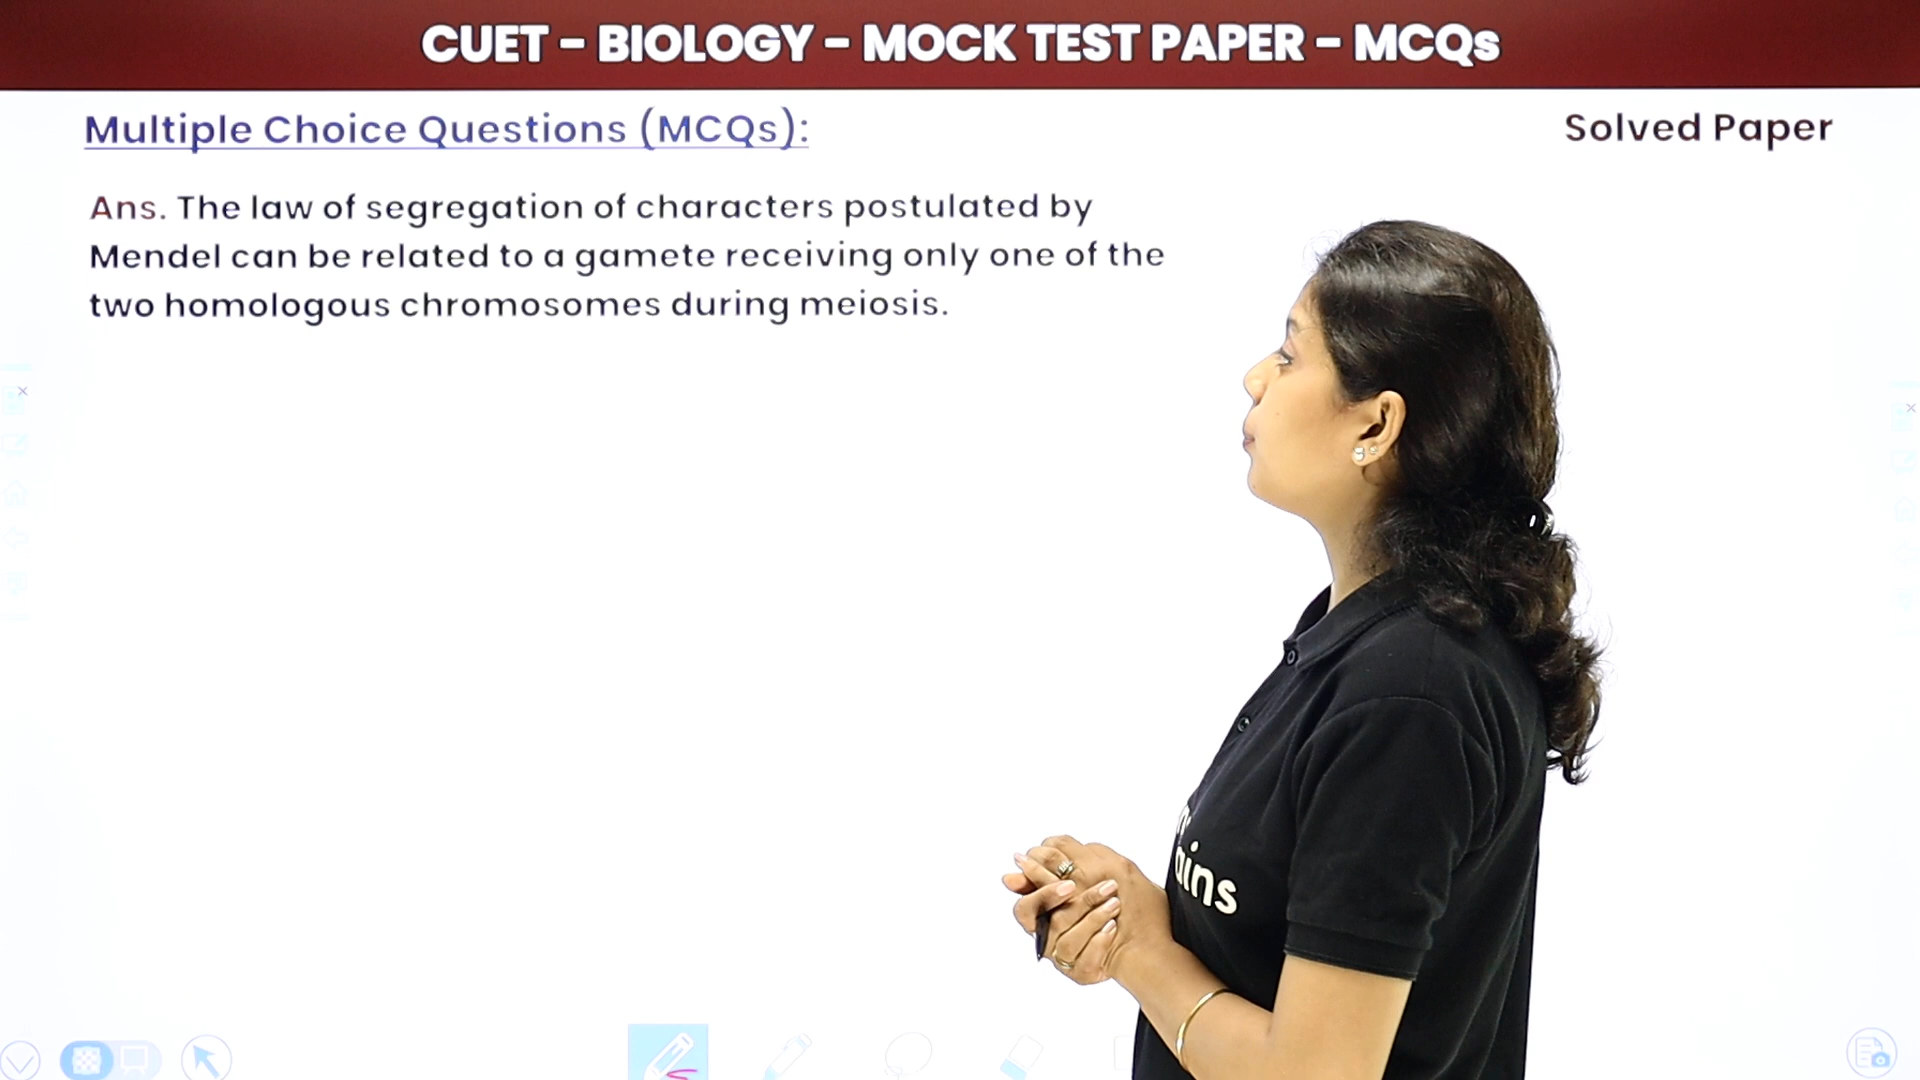 CUET - BIOLOGY - MOCK TEST PAPER - MCQs
Multiple Choice Questions (MCQs):
Solved Paper
Ans. The law of segregation of characters postulated by
Mendel can be related to a gamete receiving only one of the
two homologous chromosomes during meiosis.